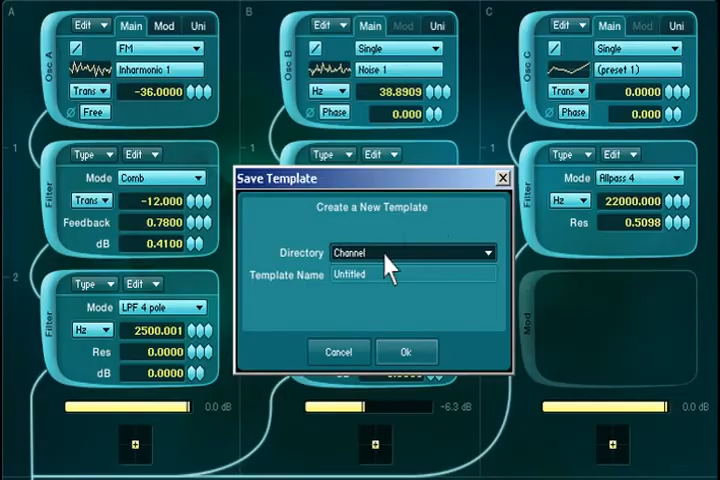 A
Edit Main Mod Uni
Osc A
FM
Inharmonic 1
Trans -36.0000
Ø Free
B
Edit Main Mod Uni
Osc B
Single
Noise 1
Hz 38.8909
Ø Phase 0.000
C
Edit Main Mod Uni
Osc C
Single
(preset 1)
Trans 0.0000
Ø Phase 0.000
1
Type Edit
Filter
Mode Comb
Trans -12.000
Feedback 0.7800
dB 0.4100
1
Type Edit
1
Type Edit
Filter
Mode Allpass 4
Hz 22000.000
Res 0.5098
Save Template
Create a New Template
Directory Channel
Template Name Untitled
Cancel Ok
2
Type Edit
Filter
Mode LPF 4 pole
Hz 2500.001
Res 0.0000
dB 0.0000
Mod
0.0 dB
-6.3 dB
0.0 dB